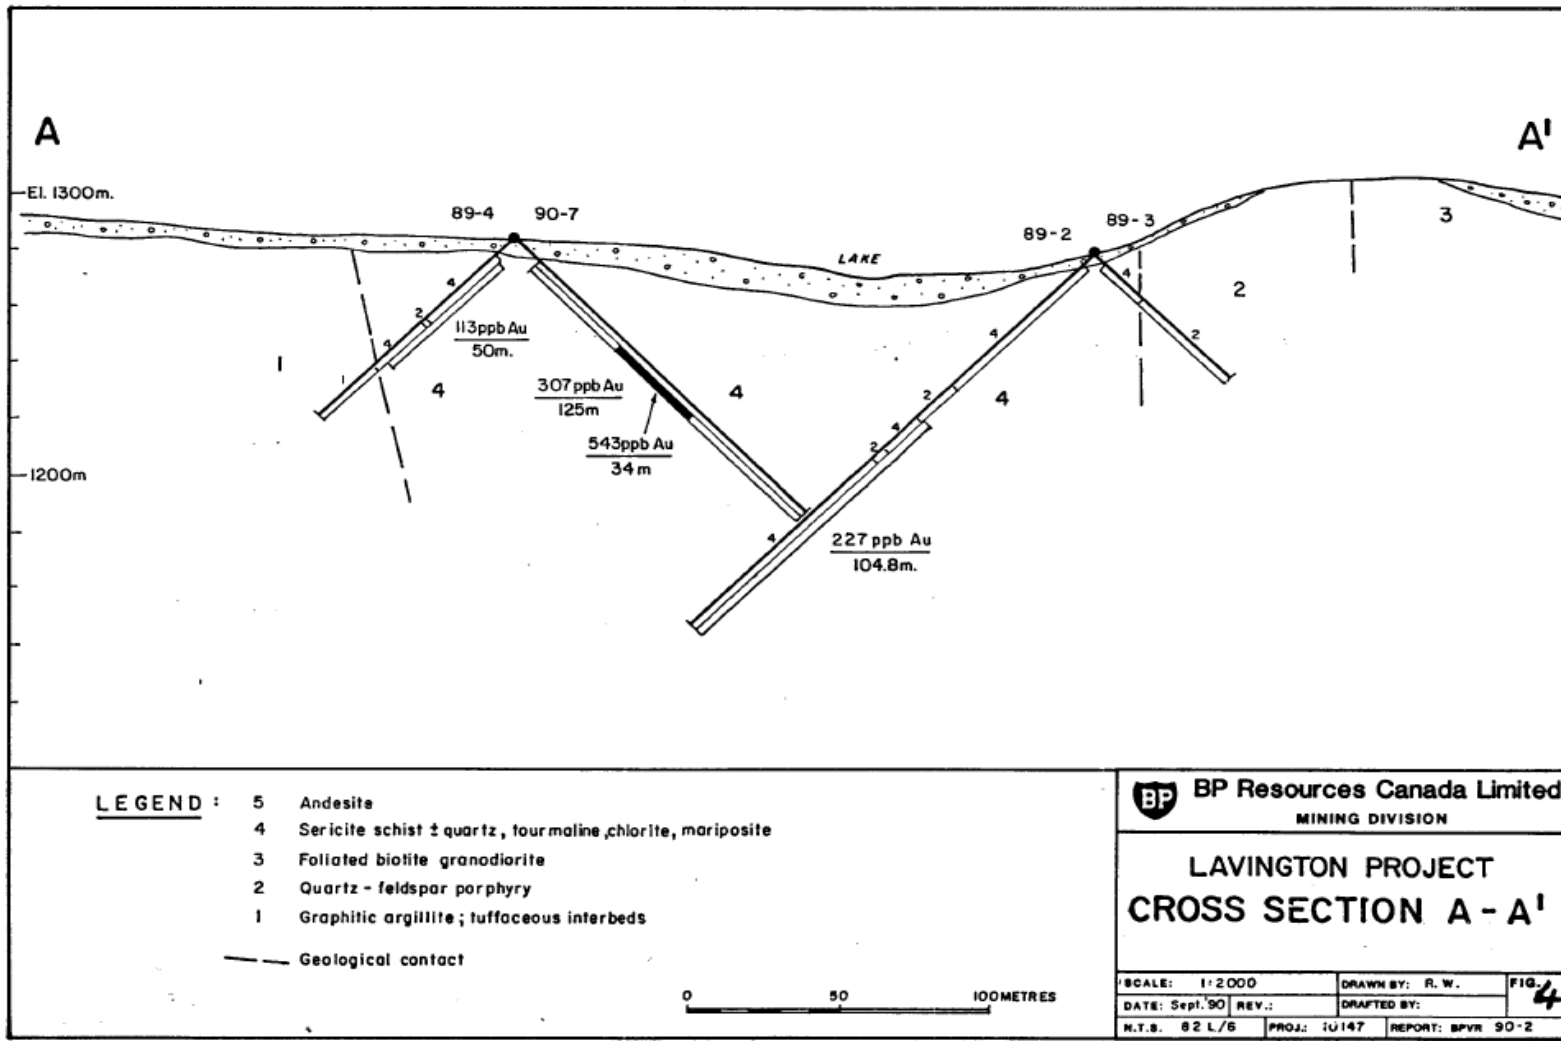 A
A'
El. 1300m.
89-4
90-7
89-2
89-3
LAKE
3
2
4
4
2
113ppb Au
50m.
4
1
1
4
307ppb Au
125m
4
4
2
4
2
4
2
543ppb Au
34m
1200m
4
227 ppb Au
104.8m.
LEGEND :
5 Andesite
4 Sericite schist ± quartz, tourmaline, chlorite, mariposite
3 Foliated biotite granodiorite
2 Quartz - feldspar porphyry
1 Graphitic argillite ; tuffaceous interbeds
Geological contact
0 50 100METRES
BP BP Resources Canada Limited
MINING DIVISION
LAVINGTON PROJECT
CROSS SECTION A - A'
SCALE: 1:2000 DRAWN BY: R. W. FIG. 4
DATE: Sept. '90 REV.: DRAFTED BY:
N.T.S. 82 L/6 PROJ.: 10147 REPORT: BPVR 90-2